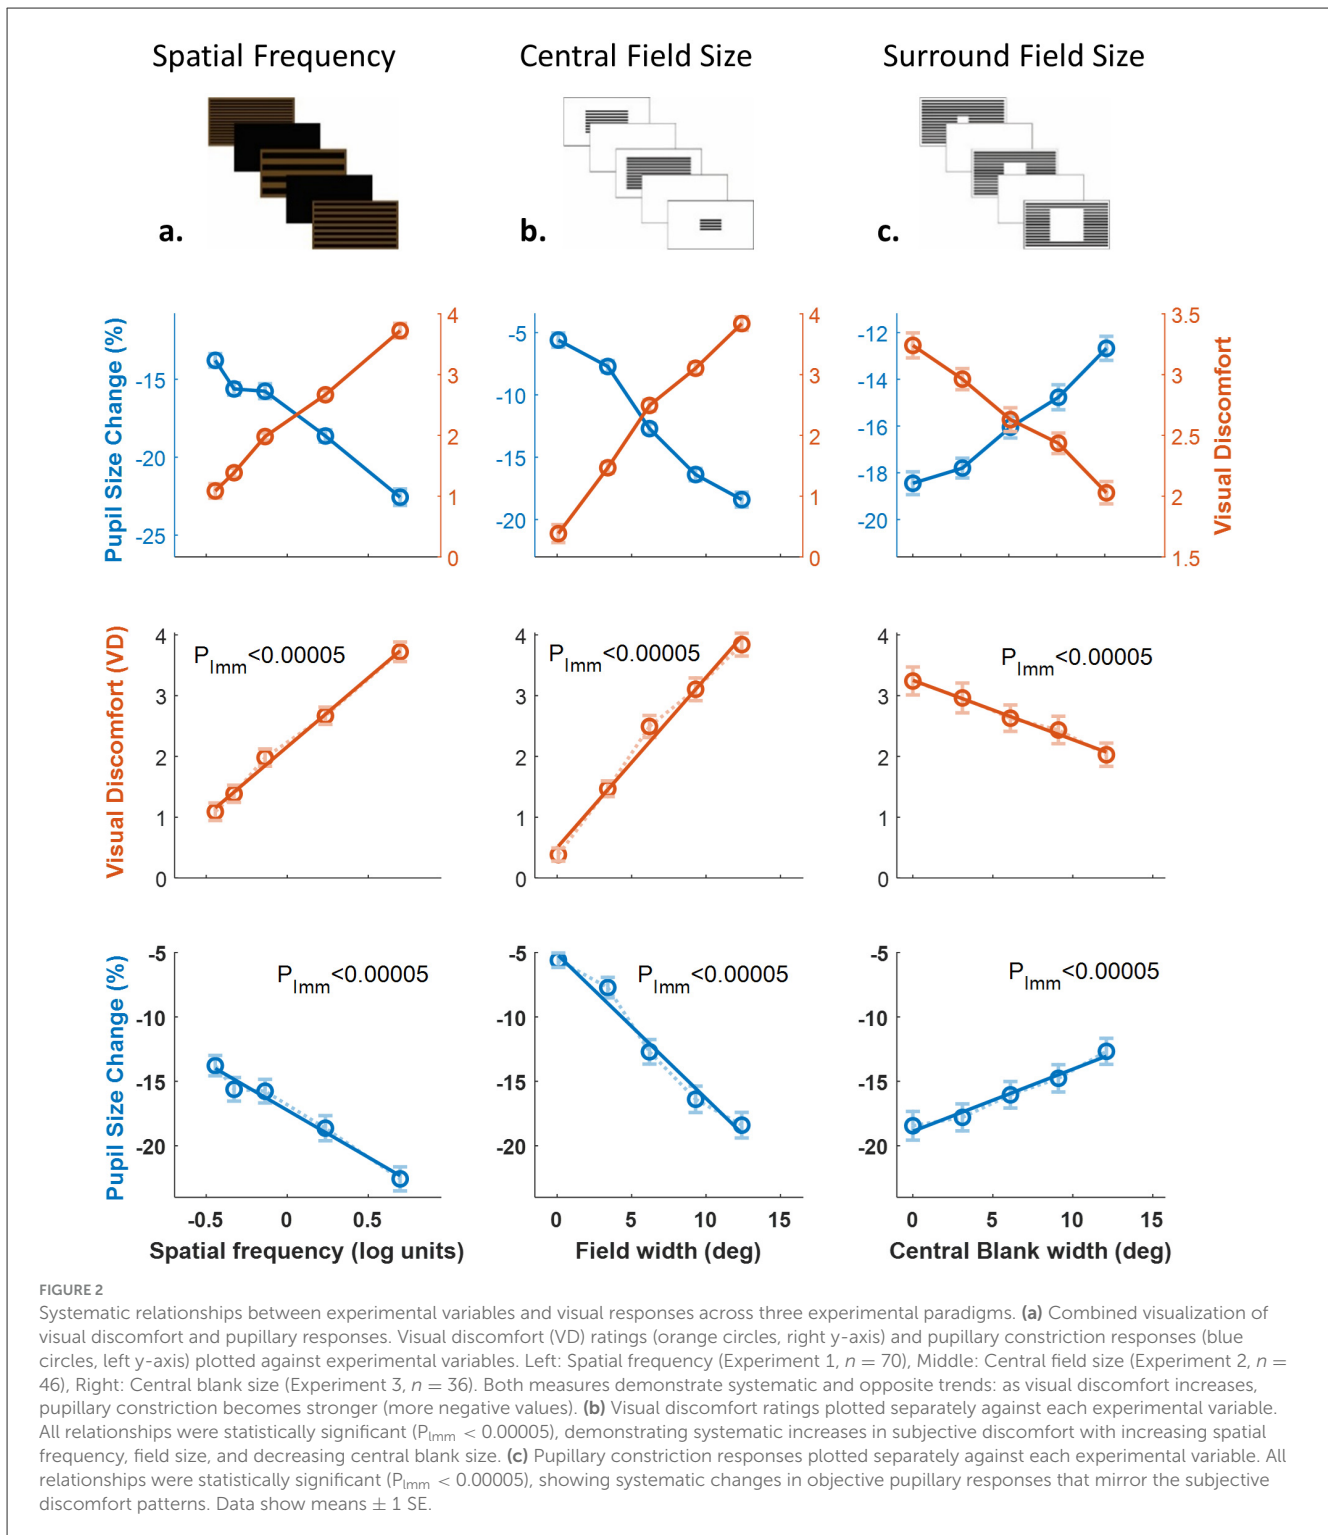 Spatial Frequency
Central Field Size
Surround Field Size
a.
b.
c.
Pupil Size Change (%)
-15
-20
-25
4
3
2
1
0
-5
-10
-15
-20
4
3
2
1
0
-12
-14
-16
-18
-20
3.5
3
2.5
2
1.5
Visual Discomfort
Visual Discomfort (VD)
4
3
2
1
0
Plmm<0.00005
4
3
2
1
0
Plmm<0.00005
4
3
2
1
0
Plmm<0.00005
Pupil Size Change (%)
-5
-10
-15
-20
Plmm<0.00005
-0.5
0
0.5
Spatial frequency (log units)
-5
-10
-15
-20
Plmm<0.00005
0
5
10
15
Field width (deg)
-5
-10
-15
-20
Plmm<0.00005
0
5
10
15
Central Blank width (deg)
FIGURE 2
Systematic relationships between experimental variables and visual responses across three experimental paradigms. (a) Combined visualization of
visual discomfort and pupillary responses. Visual discomfort (VD) ratings (orange circles, right y-axis) and pupillary constriction responses (blue
circles, left y-axis) plotted against experimental variables. Left: Spatial frequency (Experiment 1, n = 70), Middle: Central field size (Experiment 2, n =
46), Right: Central blank size (Experiment 3, n = 36). Both measures demonstrate systematic and opposite trends: as visual discomfort increases,
pupillary constriction becomes stronger (more negative values). (b) Visual discomfort ratings plotted separately against each experimental variable.
All relationships were statistically significant (Plmm < 0.00005), demonstrating systematic increases in subjective discomfort with increasing spatial
frequency, field size, and decreasing central blank size. (c) Pupillary constriction responses plotted separately against each experimental variable. All
relationships were statistically significant (Plmm < 0.00005), showing systematic changes in objective pupillary responses that mirror the subjective
discomfort patterns. Data show means ± 1 SE.